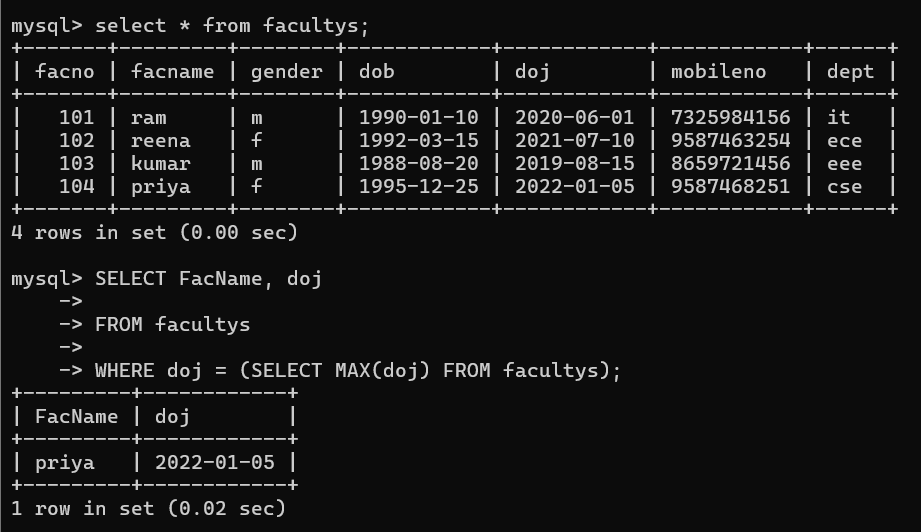 mysql> select * from facultys;
+-------+---------+--------+------------+------------+------------+------+
| facno | facname | gender | dob        | doj        | mobileno   | dept |
+-------+---------+--------+------------+------------+------------+------+
|   101 | ram     | m      | 1990-01-10 | 2020-06-01 | 7325984156 | it   |
|   102 | reena   | f      | 1992-03-15 | 2021-07-10 | 9587463254 | ece  |
|   103 | kumar   | m      | 1988-08-20 | 2019-08-15 | 8659721456 | eee  |
|   104 | priya   | f      | 1995-12-25 | 2022-01-05 | 9587468251 | cse  |
+-------+---------+--------+------------+------------+------------+------+
4 rows in set (0.00 sec)

mysql> SELECT FacName, doj
    ->
    -> FROM facultys
    ->
    -> WHERE doj = (SELECT MAX(doj) FROM facultys);
+---------+------------+
| FacName | doj        |
+---------+------------+
| priya   | 2022-01-05 |
+---------+------------+
1 row in set (0.02 sec)